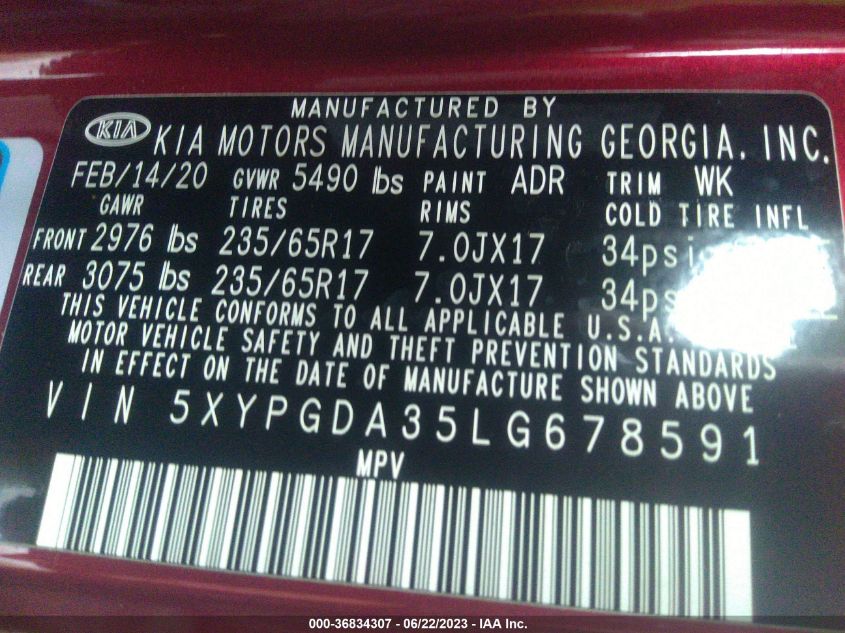 MANUFACTURED BY
KIA KIA MOTORS MANUFACTURING GEORGIA, INC.
FEB/14/20 GVWR 5490 lbs PAINT ADR TRIM WK
GAWR TIRES RIMS COLD TIRE INFL
FRONT 2976 lbs 235/65R17 7.0JX17 34psi
REAR 3075 lbs 235/65R17 7.0JX17 34ps
THIS VEHICLE CONFORMS TO ALL APPLICABLE U.S.A.
MOTOR VEHICLE SAFETY AND THEFT PREVENTION STANDARDS
IN EFFECT ON THE DATE OF MANUFACTURE SHOWN ABOVE
VIN 5XYPGDA35LG678591
MPV
000-36834307 - 06/22/2023 - IAA Inc.